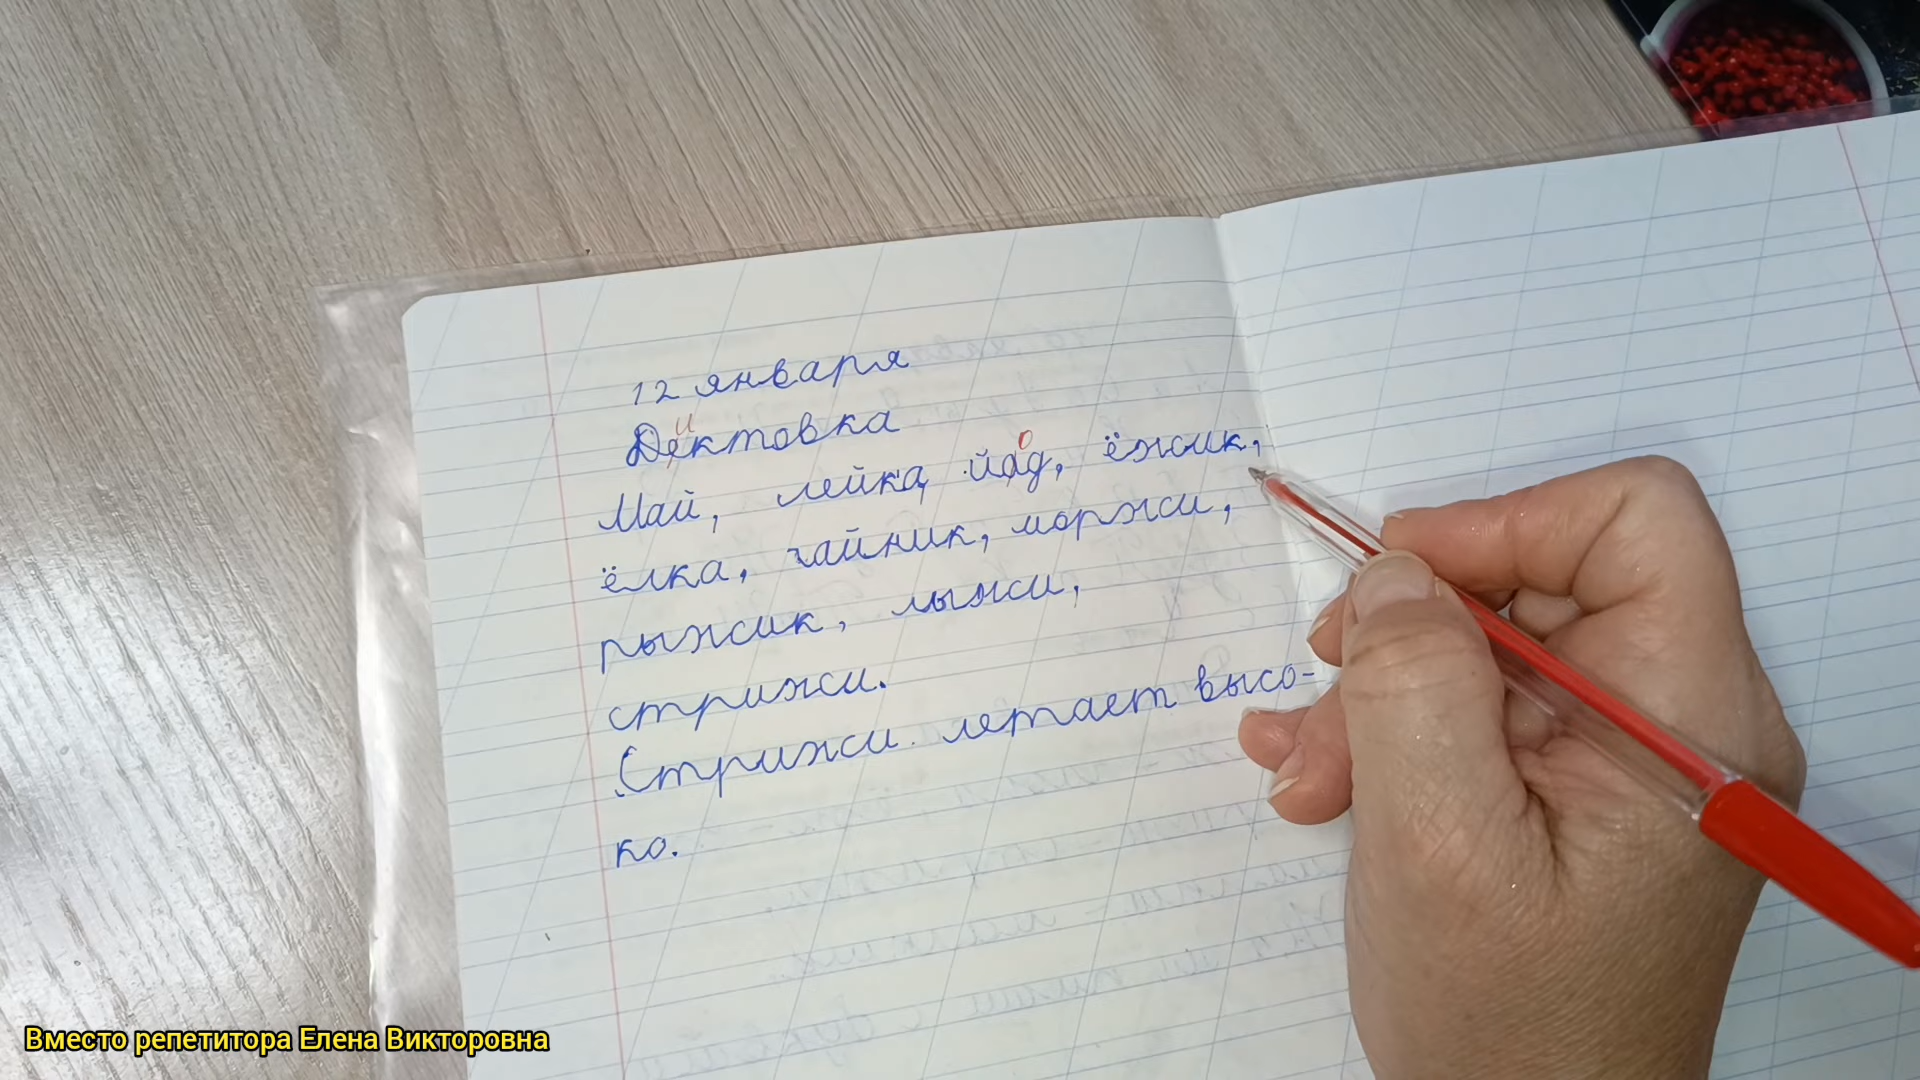 12 января
Дектовка
и
о
Май, лейка, йад, ёжик,
ёлка, чайник, моржи,
рыжик, лыжи,
стрижи.
Стрижи летает высо-
ко.
Вместо репетитора Елена Викторовна